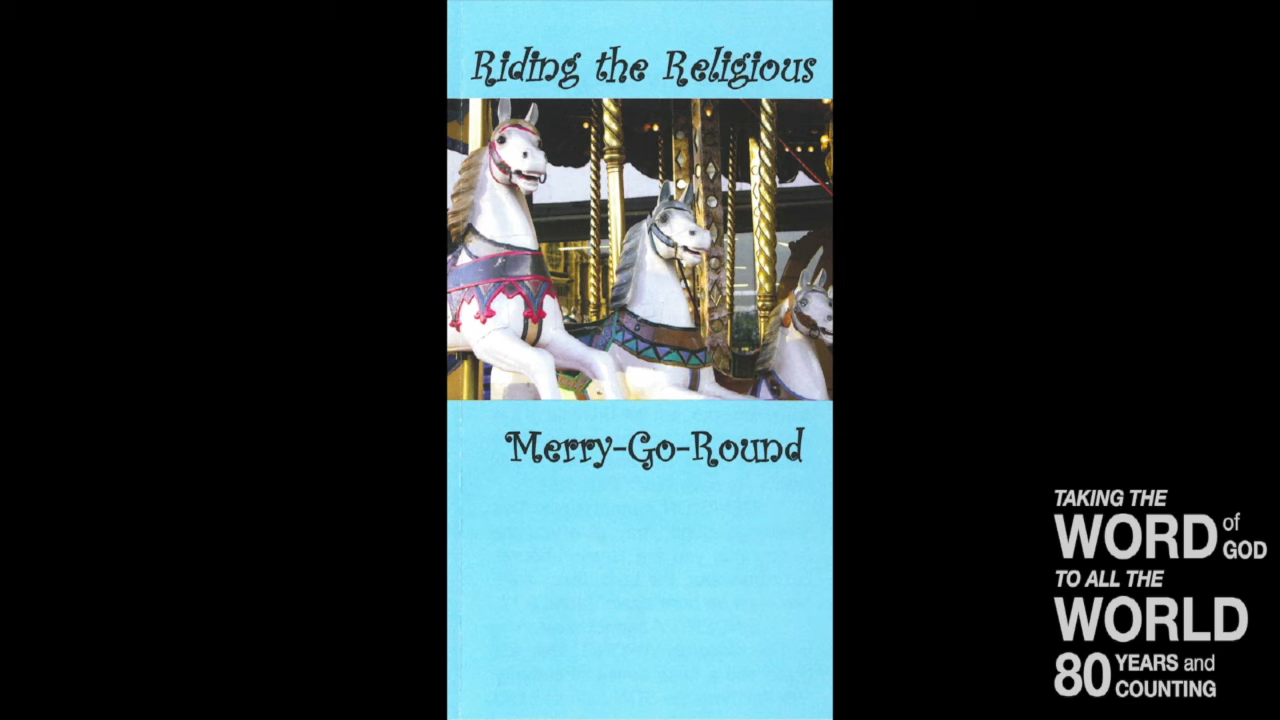 Riding the Religious
Merry-Go-Round
TAKING THE
WORD of GOD
TO ALL THE
WORLD
80 YEARS and COUNTING